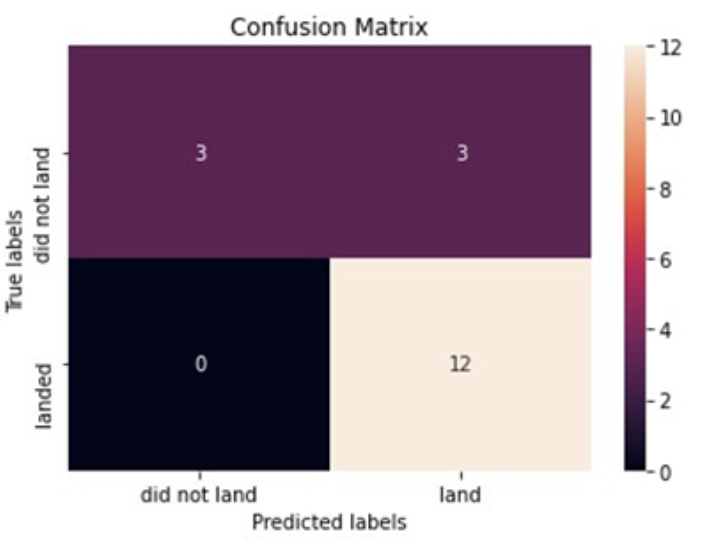 Confusion Matrix
True labels
did not land
landed
3
3
0
12
did not land
land
Predicted labels
12
10
8
6
4
2
0